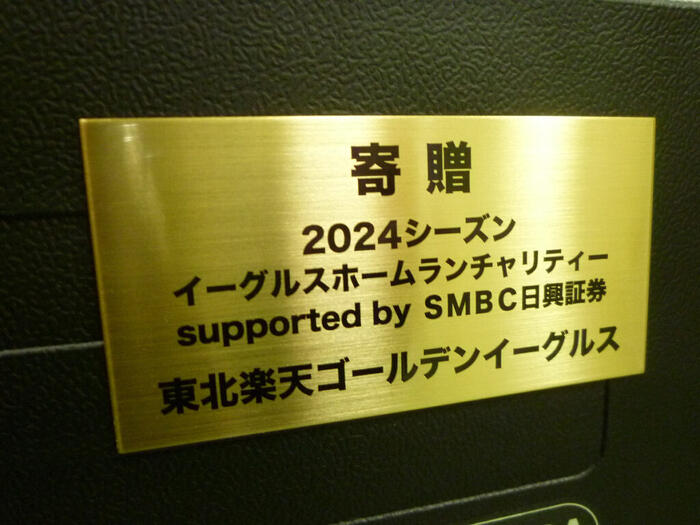 寄贈
2024シーズン
イーグルスホームランチャリティー
supported by SMBC日興証券
東北楽天ゴールデンイーグルス